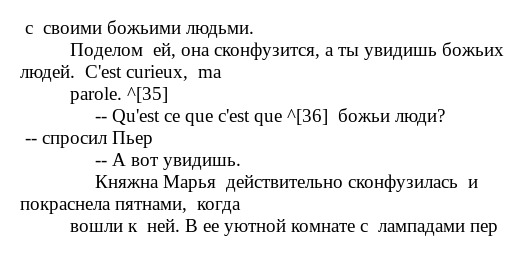 с своими божьими людьми.
Поделом ей, она сконфузится, а ты увидишь божьих
людей. C'est curieux, ma
parole. ^[35]
-- Qu'est ce que c'est que ^[36] божьи люди?
-- спросил Пьер
-- А вот увидишь.
Княжна Марья действительно сконфузилась и
покраснела пятнами, когда
вошли к ней. В ее уютной комнате с лампадами пер